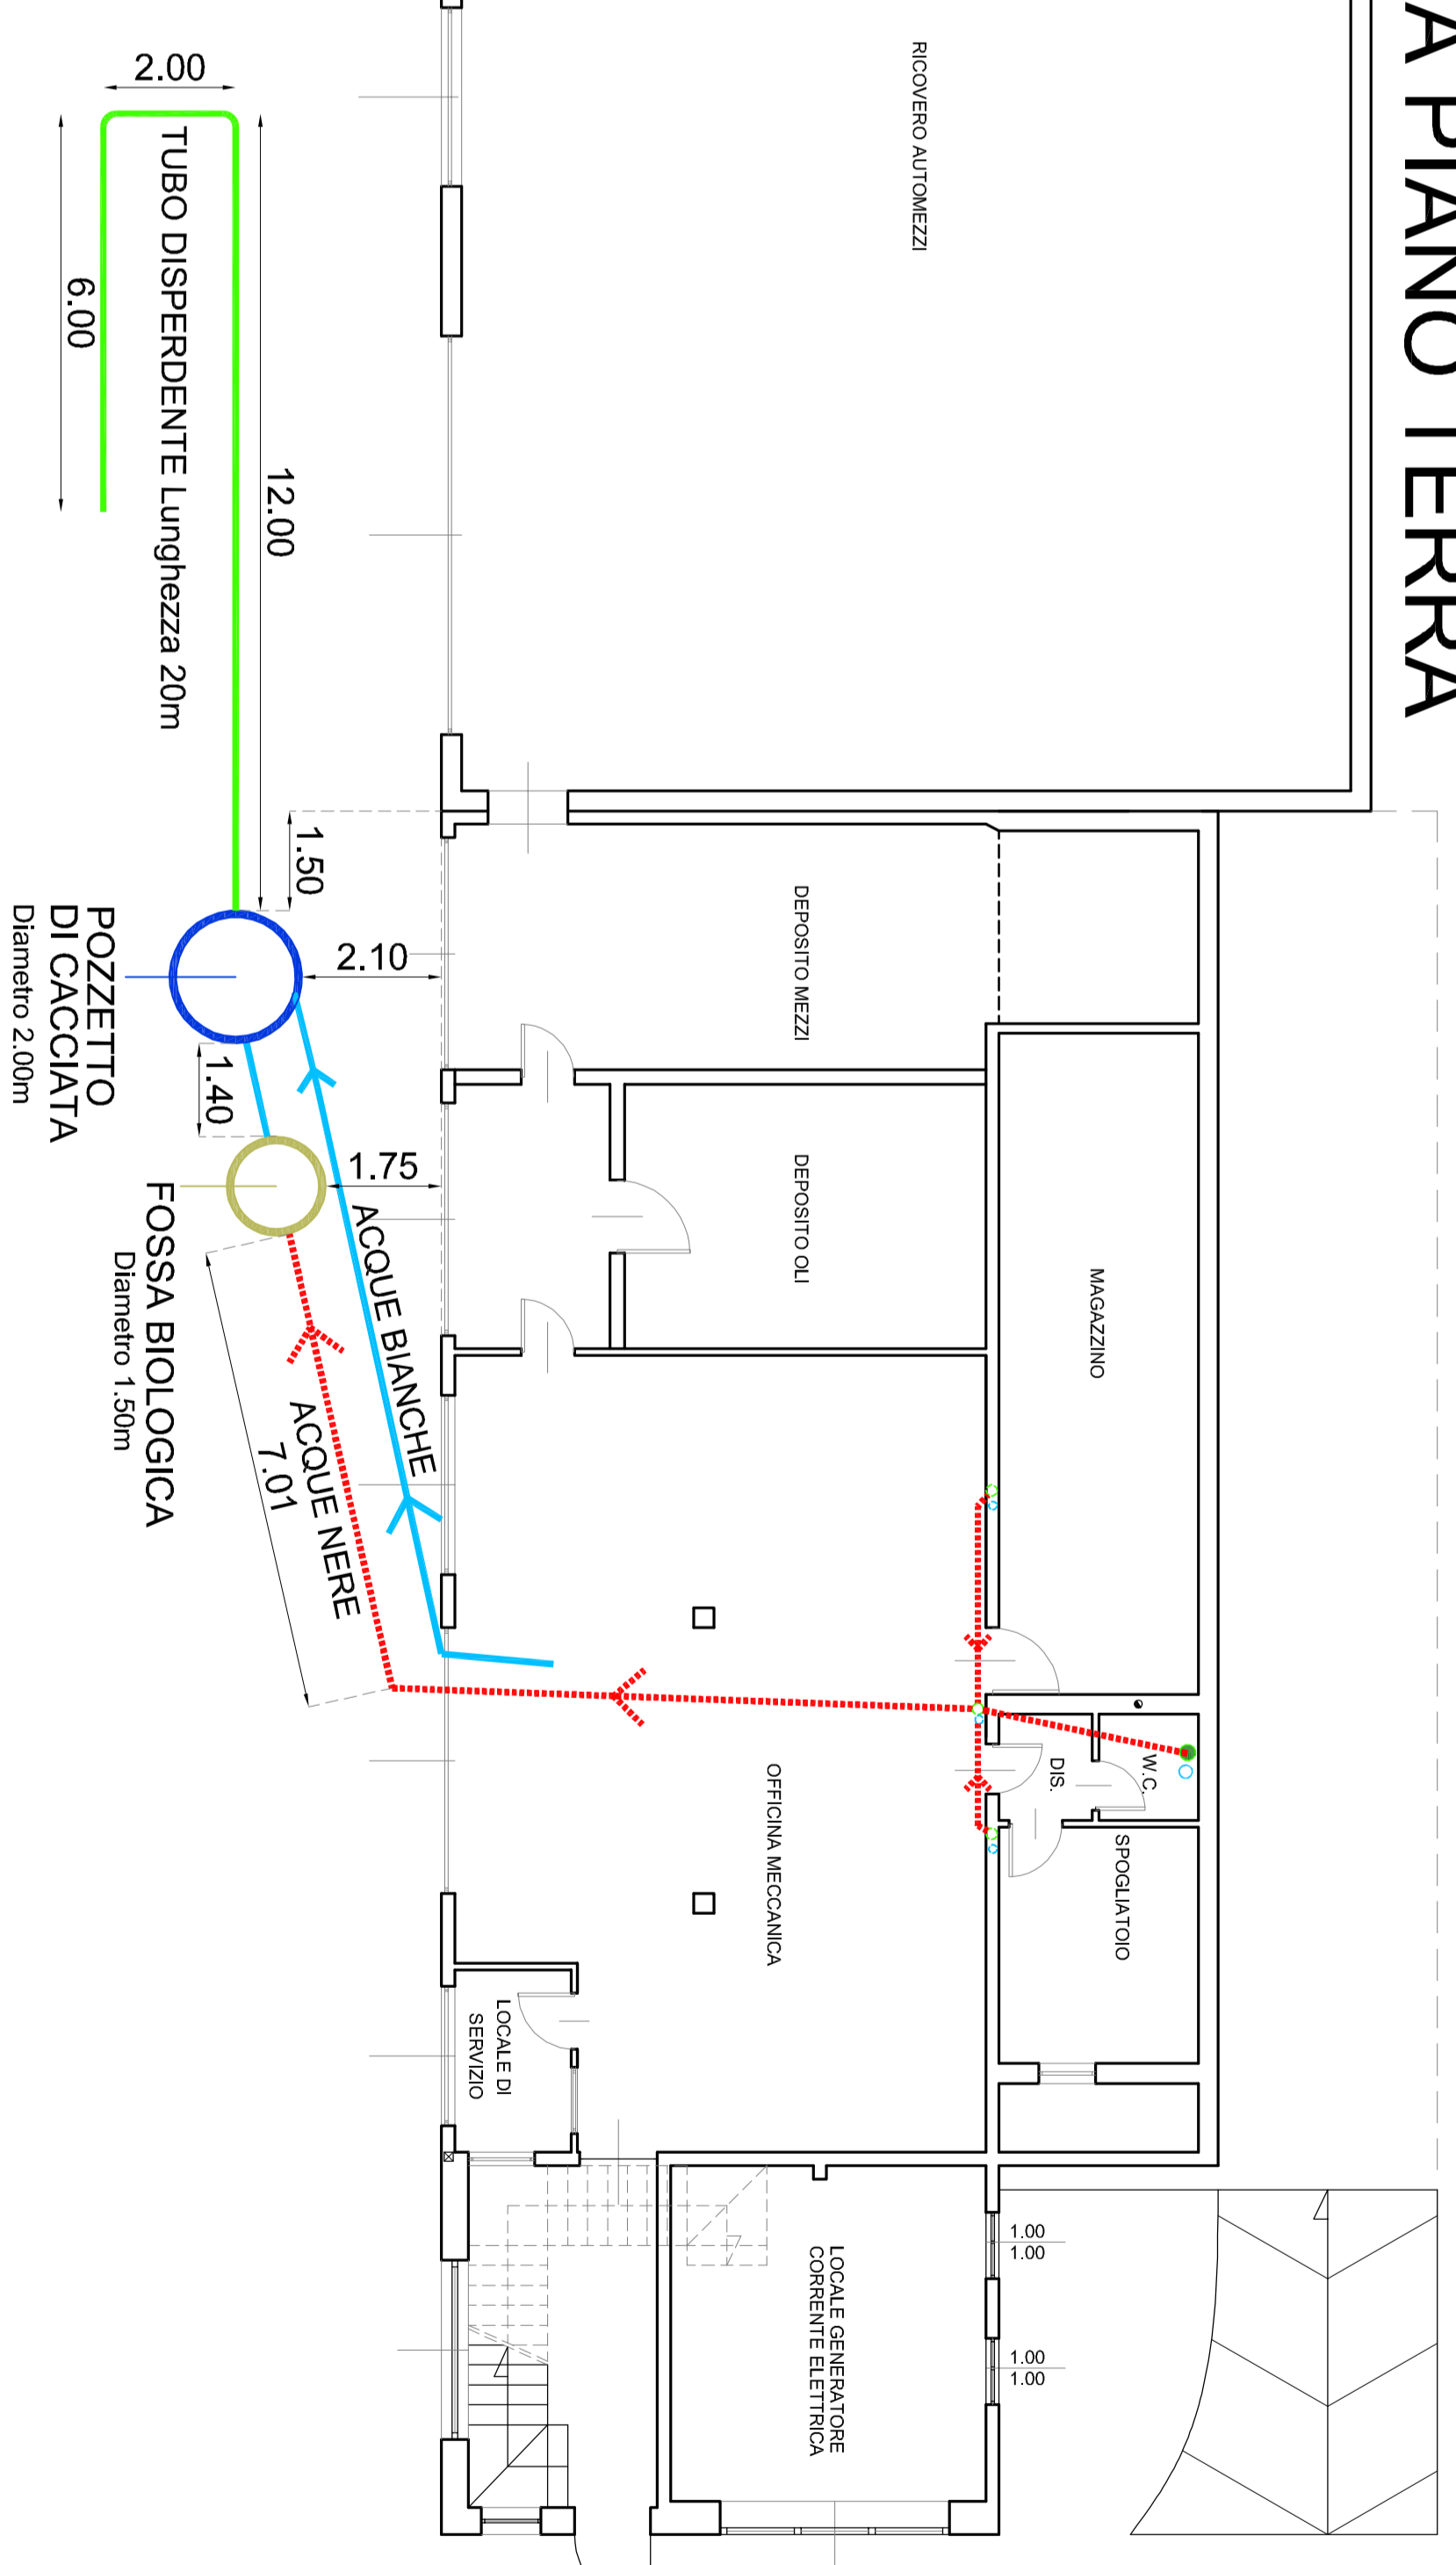 A PIANO TERRA
RICOVERO AUTOMEZZI
2.00
12.00
TUBO DISPERDENTE Lunghezza 20m
6.00
1.50
2.10
DEPOSITO MEZZI
POZZETTO
DI CACCIATA
Diametro 2.00m
1.40
1.75
DEPOSITO OLI
MAGAZZINO
FOSSA BIOLOGICA
Diametro 1.50m
ACQUE BIANCHE
ACQUE NERE
7.01
W.C.
DIS.
OFFICINA MECCANICA
SPOGLIATOIO
LOCALE DI
SERVIZIO
LOCALE GENERATORE
CORRENTE ELETTRICA
1.00
1.00
1.00
1.00